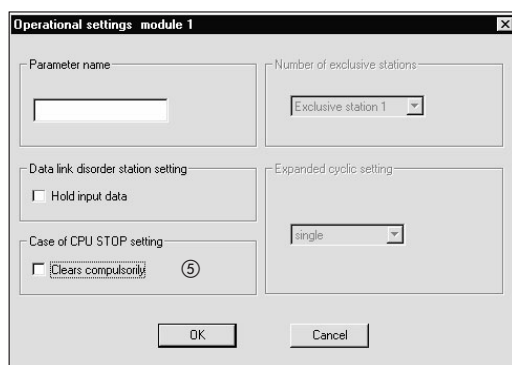 Operational settings module 1
Parameter name
Number of exclusive stations
Exclusive station 1
Data link disorder station setting
Hold input data
Expanded cyclic setting
single
Case of CPU STOP setting
Clears compulsorily ⑤
OK
Cancel